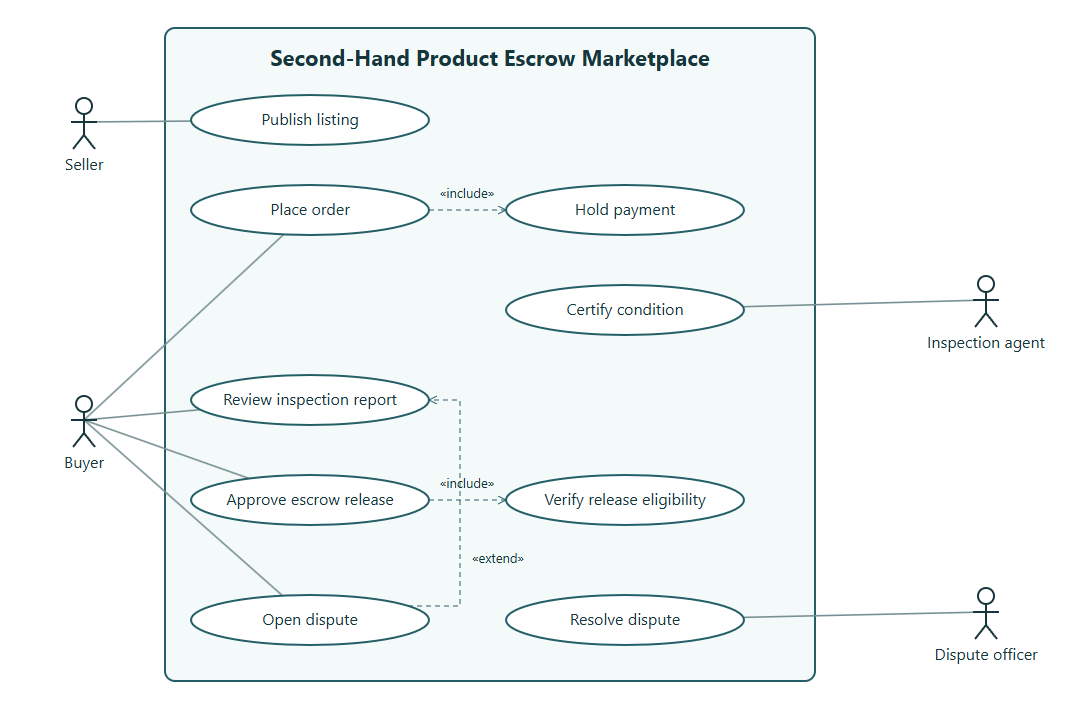 Second-Hand Product Escrow Marketplace
Publish listing
Seller
«include»
Place order
Hold payment
Certify condition
Inspection agent
Review inspection report
Buyer
«include»
Approve escrow release
Verify release eligibility
«extend»
Open dispute
Resolve dispute
Dispute officer